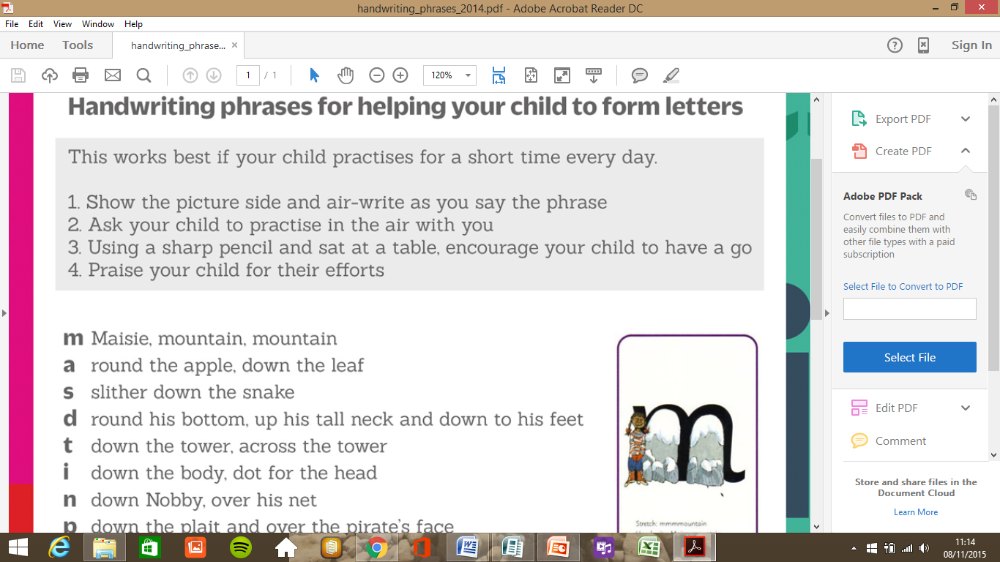 handwriting_phrases_2014.pdf - Adobe Acrobat Reader DC
File Edit View Window Help
Home Tools handwriting_phrase... × Sign In
1 / 1 120%
Handwriting phrases for helping your child to form letters
This works best if your child practises for a short time every day.
1. Show the picture side and air-write as you say the phrase
2. Ask your child to practise in the air with you
3. Using a sharp pencil and sat at a table, encourage your child to have a go
4. Praise your child for their efforts
m Maisie, mountain, mountain
a round the apple, down the leaf
s slither down the snake
d round his bottom, up his tall neck and down to his feet
t down the tower, across the tower
i down the body, dot for the head
n down Nobby, over his net
p down the plait and over the pirate's face
m
Stretch: mmmmountain
Export PDF
Create PDF
Adobe PDF Pack
Convert files to PDF and
easily combine them with
other file types with a paid
subscription
Select File to Convert to PDF
Select File
Edit PDF
Comment
Store and share files in the
Document Cloud
Learn More
11:14
08/11/2015